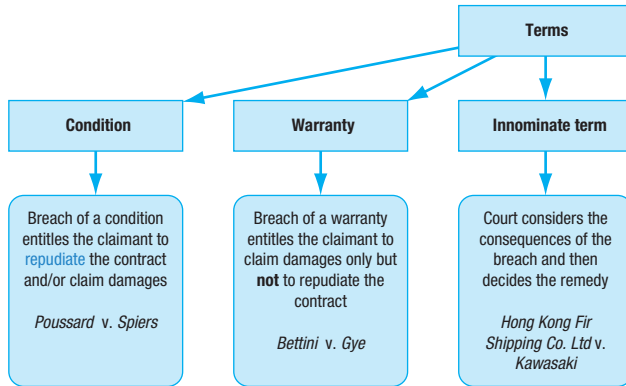 Terms
Condition
Warranty
Innominate term
Breach of a condition
entitles the claimant to
repudiate the contract
and/or claim damages
Poussard v. Spiers
Breach of a warranty
entitles the claimant to
claim damages only but
not to repudiate the
contract
Bettini v. Gye
Court considers the
consequences of the
breach and then
decides the remedy
Hong Kong Fir
Shipping Co. Ltd v.
Kawasaki